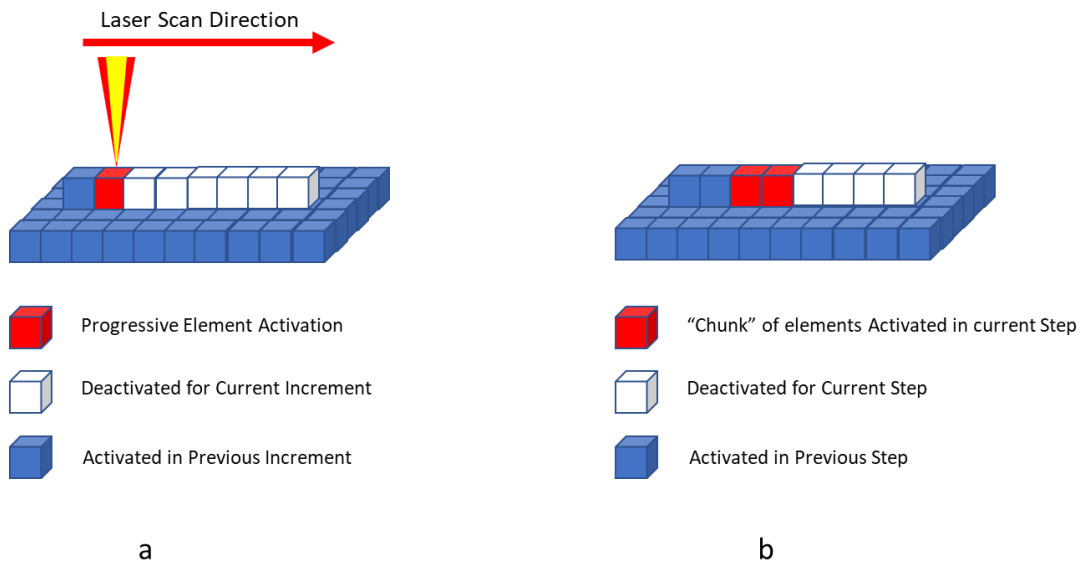 Laser Scan Direction
Progressive Element Activation
Deactivated for Current Increment
Activated in Previous Increment
a
“Chunk” of elements Activated in current Step
Deactivated for Current Step
Activated in Previous Step
b